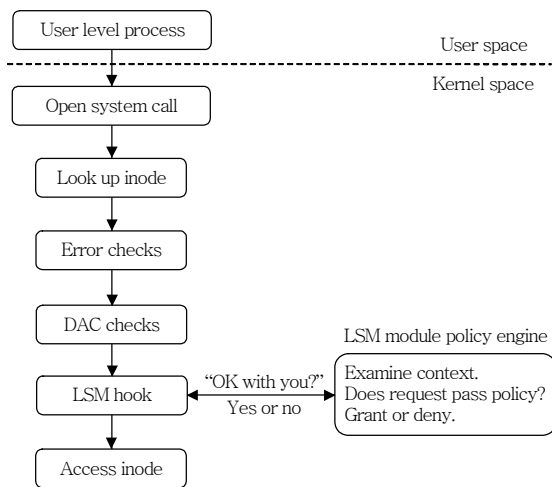 User level process
User space
Kernel space
Open system call
Look up inode
Error checks
DAC checks
LSM module policy engine
“OK with you?”
Yes or no
LSM hook
Examine context.
Does request pass policy?
Grant or deny.
Access inode